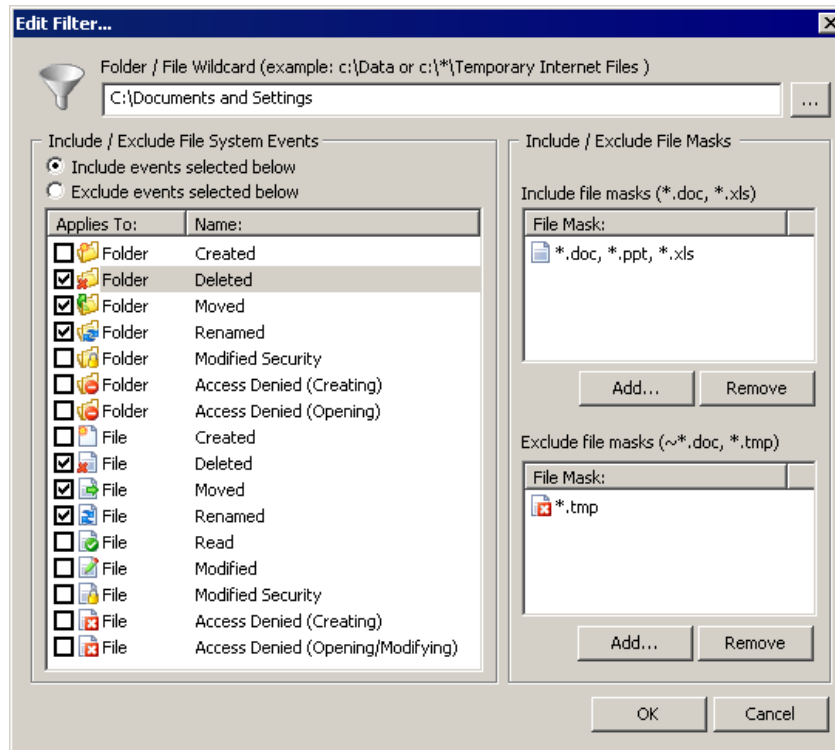 Edit Filter...
Folder / File Wildcard (example: c:\Data or c:\*\Temporary Internet Files )
C:\Documents and Settings
...
Include / Exclude File System Events
Include events selected below
Exclude events selected below
Applies To: Name:
Folder Created
Folder Deleted
Folder Moved
Folder Renamed
Folder Modified Security
Folder Access Denied (Creating)
Folder Access Denied (Opening)
File Created
File Deleted
File Moved
File Renamed
File Read
File Modified
File Modified Security
File Access Denied (Creating)
File Access Denied (Opening/Modifying)
Include / Exclude File Masks
Include file masks (*.doc, *.xls)
File Mask:
*.doc, *.ppt, *.xls
Add... Remove
Exclude file masks (~*.doc, *.tmp)
File Mask:
*.tmp
Add... Remove
OK Cancel